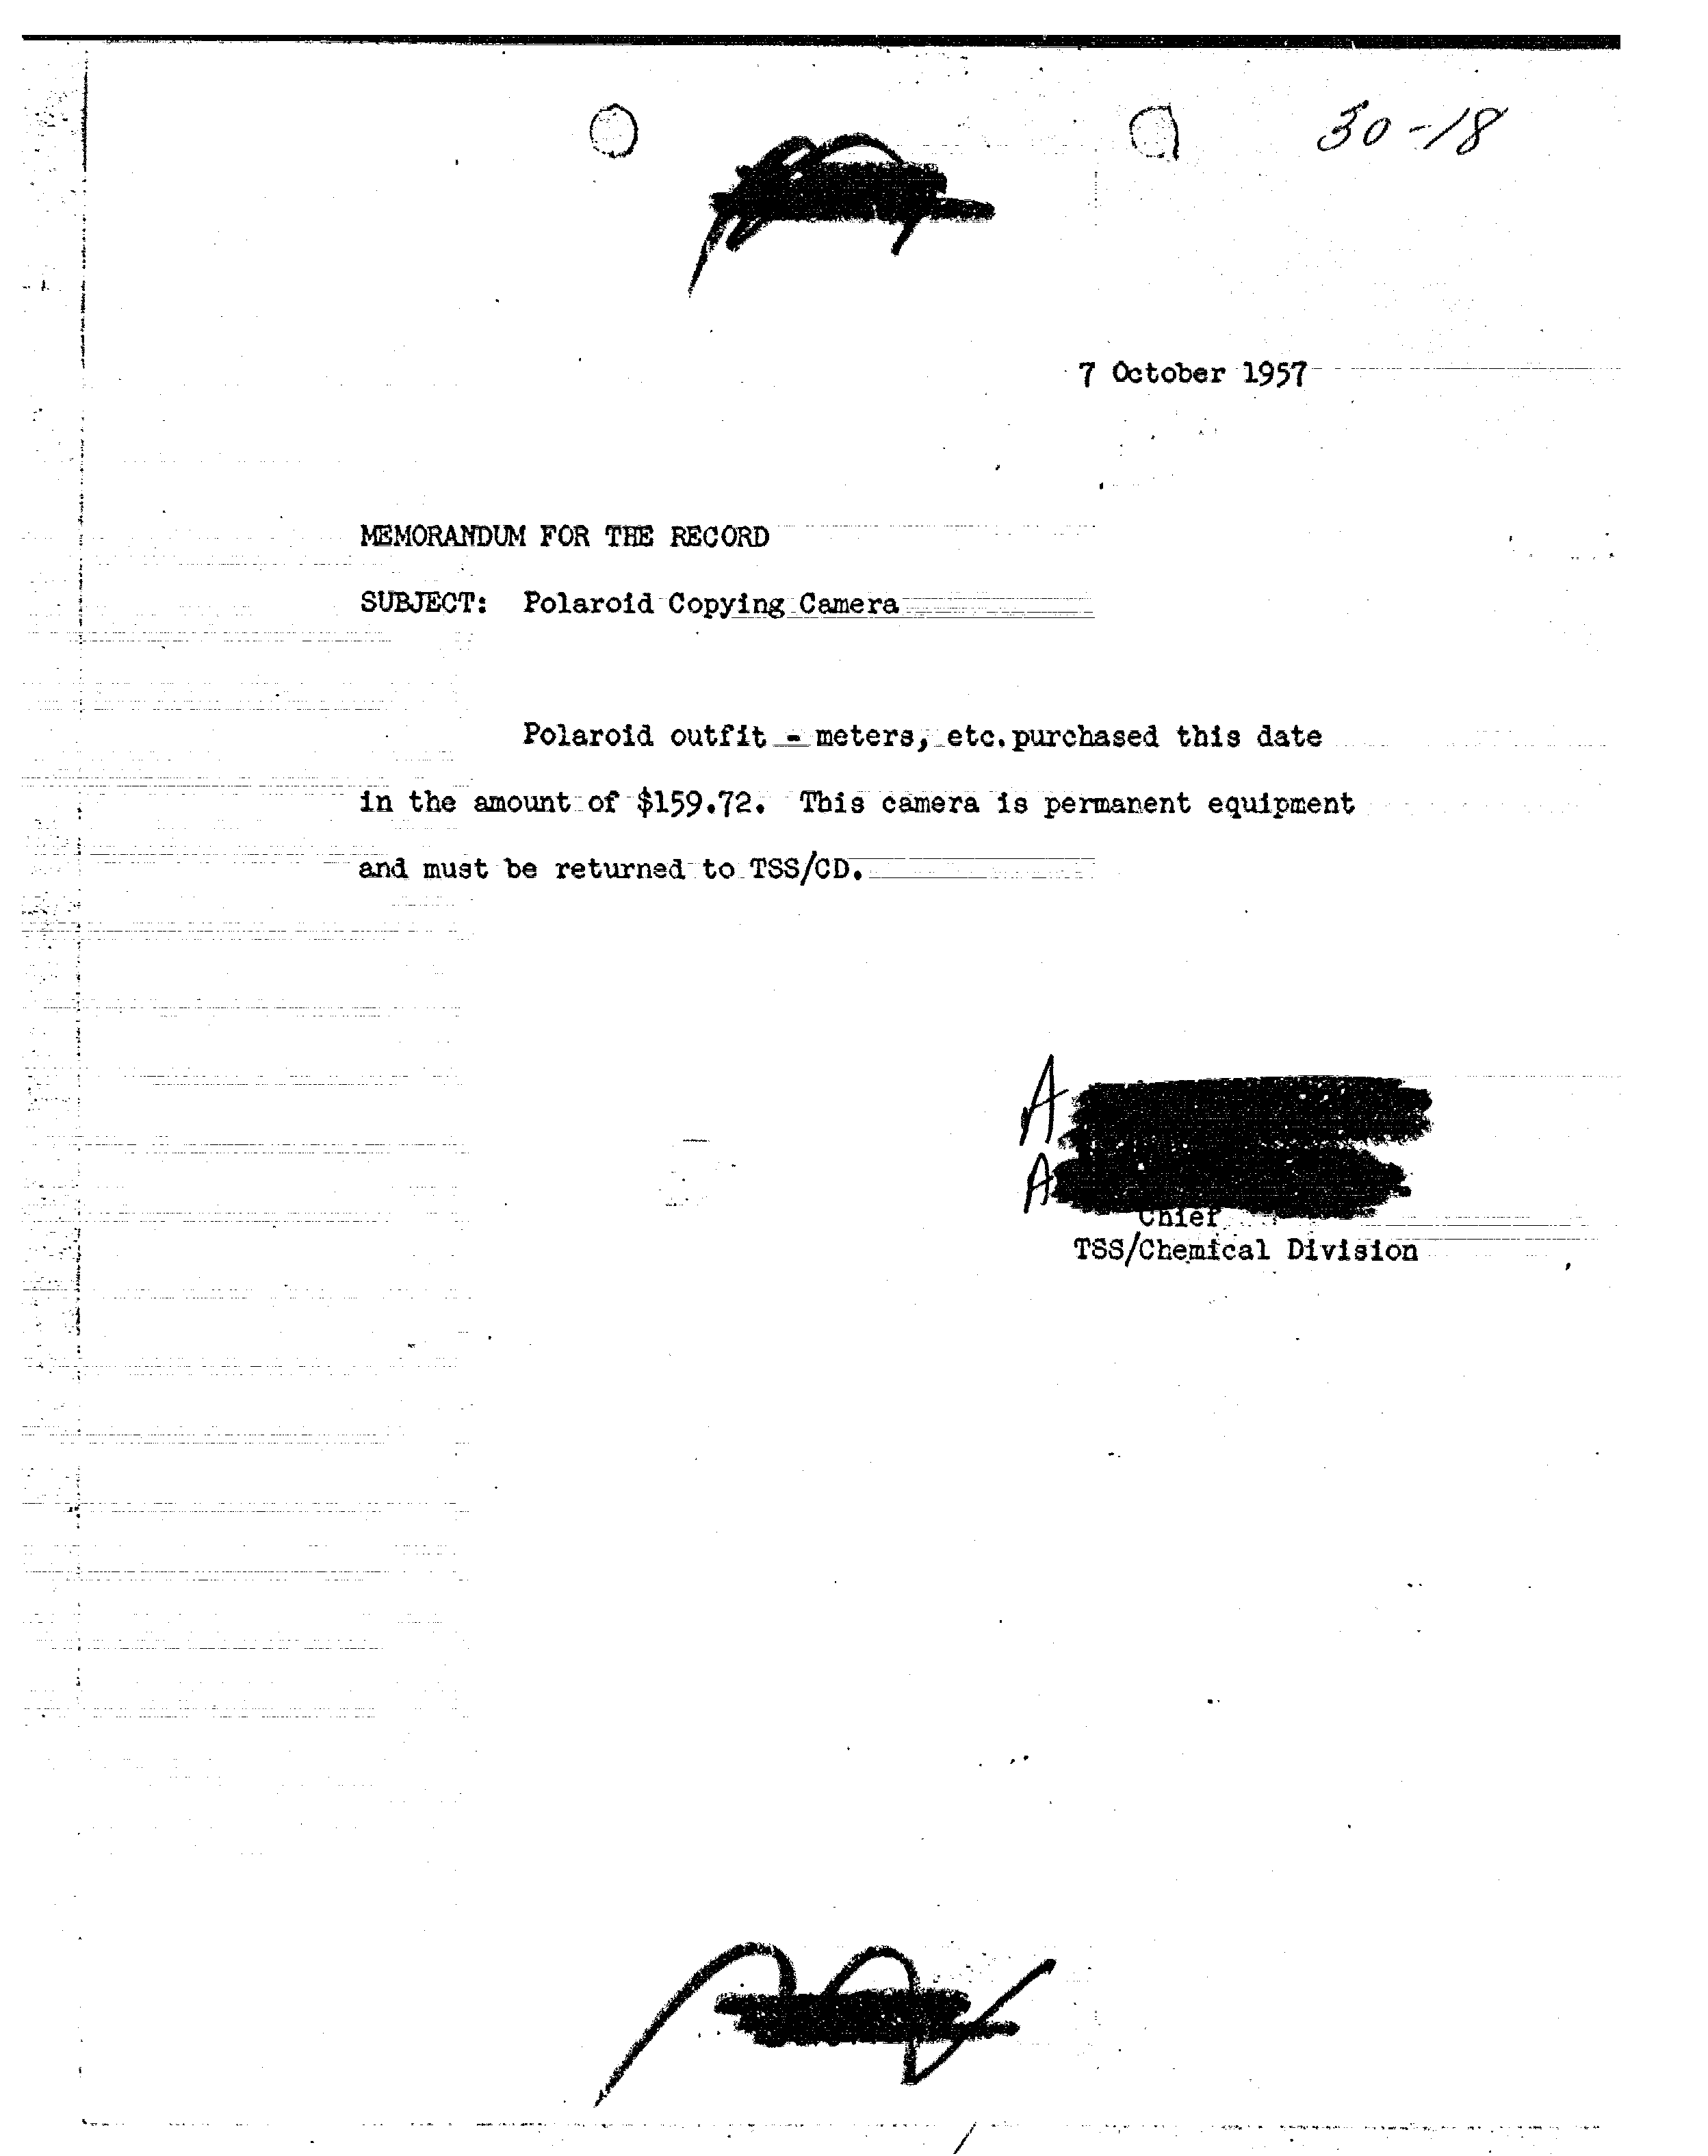 30-18
7 October 1957
MEMORANDUM FOR THE RECORD
SUBJECT: Polaroid Copying Camera
Polaroid outfit - meters, etc. purchased this date
in the amount of $159.72. This camera is permanent equipment
and must be returned to TSS/CD.
A
A
Chief
TSS/Chemical Division